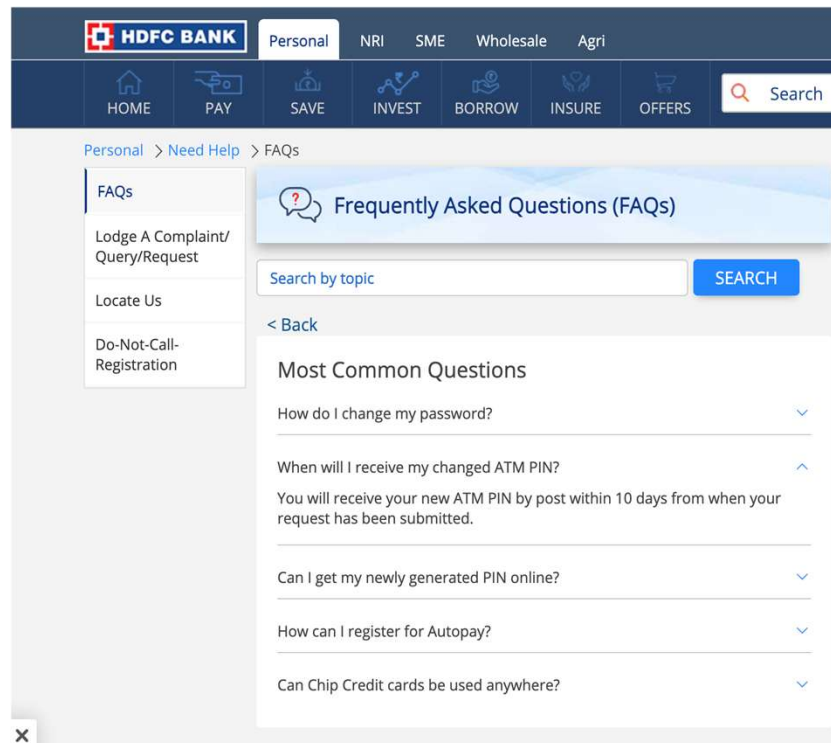 HDFC BANK
Personal NRI SME Wholesale Agri
HOME PAY SAVE INVEST BORROW INSURE OFFERS Search
Personal > Need Help > FAQs
FAQs
Lodge A Complaint/
Query/Request
Locate Us
Do-Not-Call-
Registration
Frequently Asked Questions (FAQs)
Search by topic SEARCH
< Back
Most Common Questions
How do I change my password?
When will I receive my changed ATM PIN?
You will receive your new ATM PIN by post within 10 days from when your
request has been submitted.
Can I get my newly generated PIN online?
How can I register for Autopay?
Can Chip Credit cards be used anywhere?